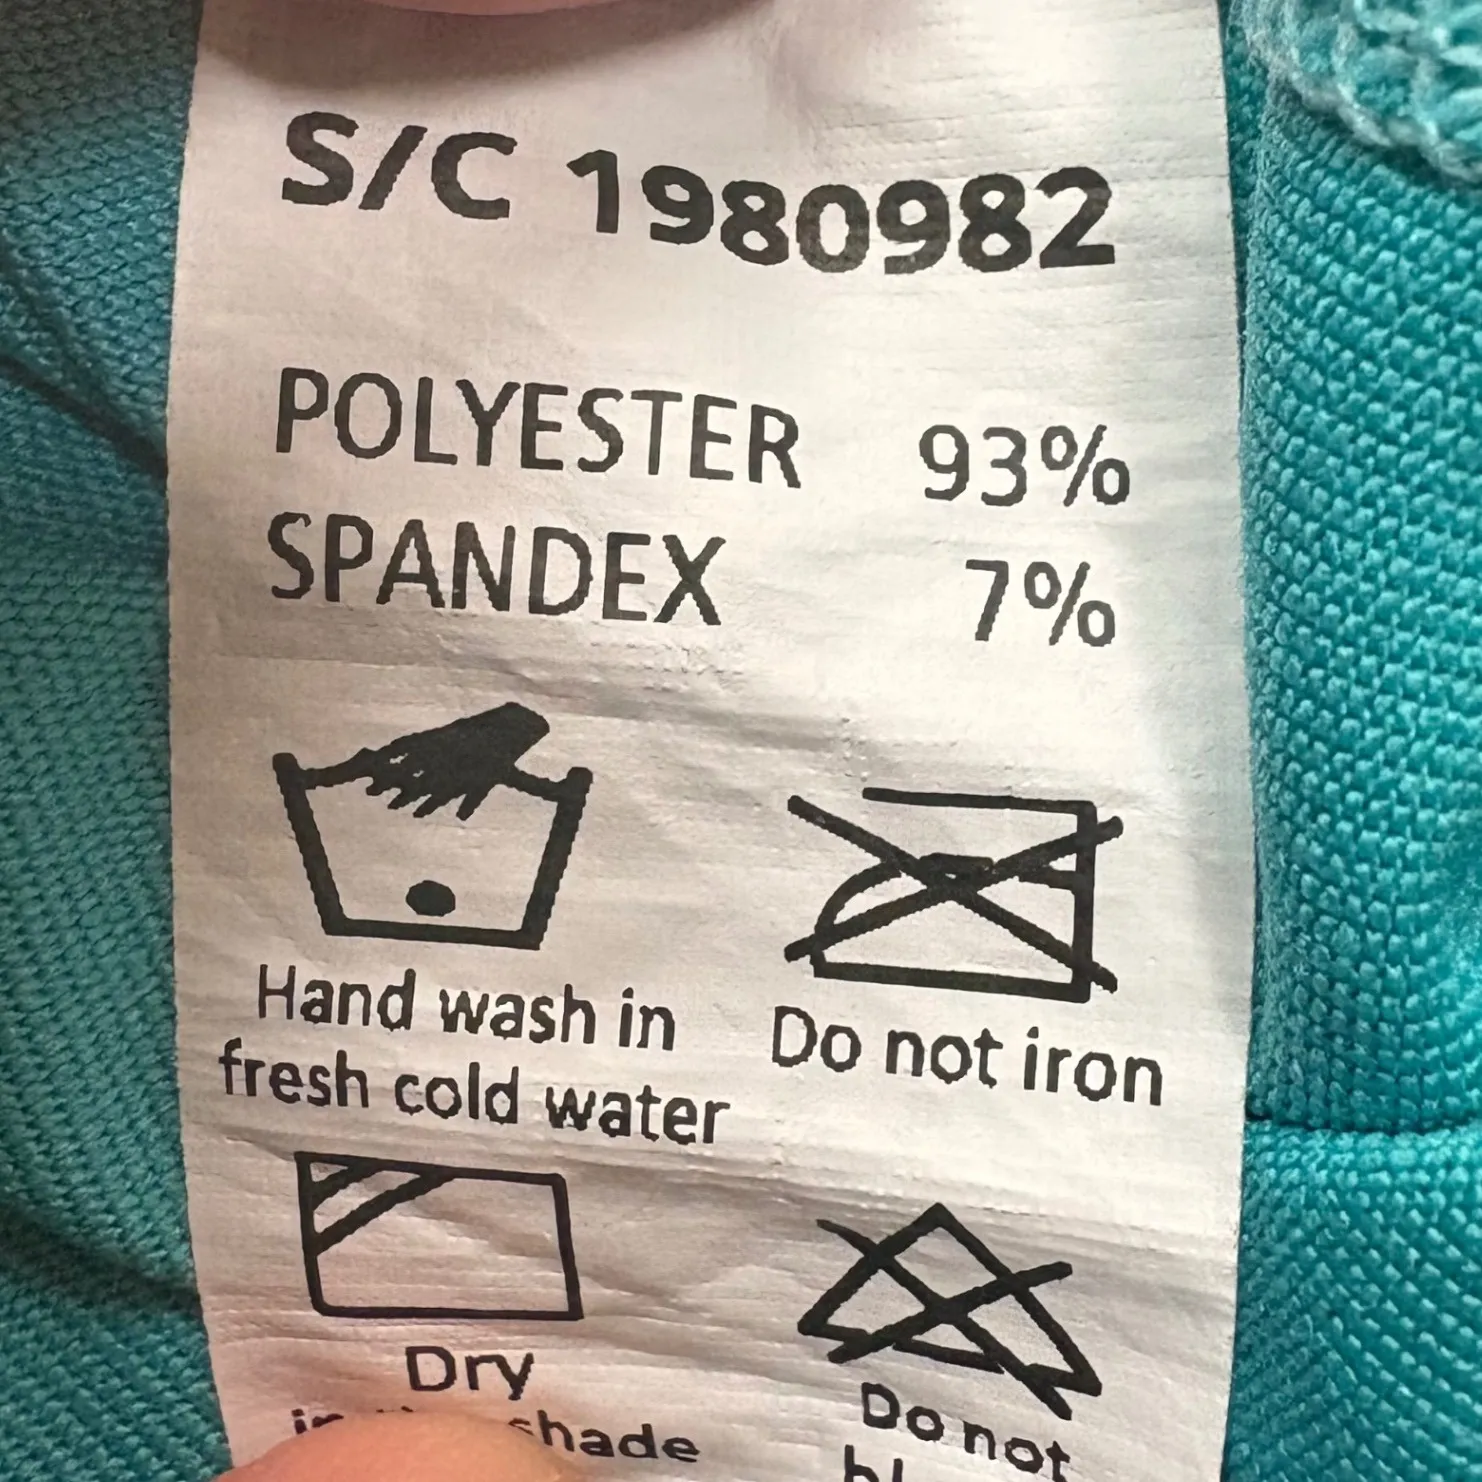 S/C 1980982
POLYESTER 93%
SPANDEX 7%
Hand wash in
fresh cold water
Do not iron
Dry
shade
Do not